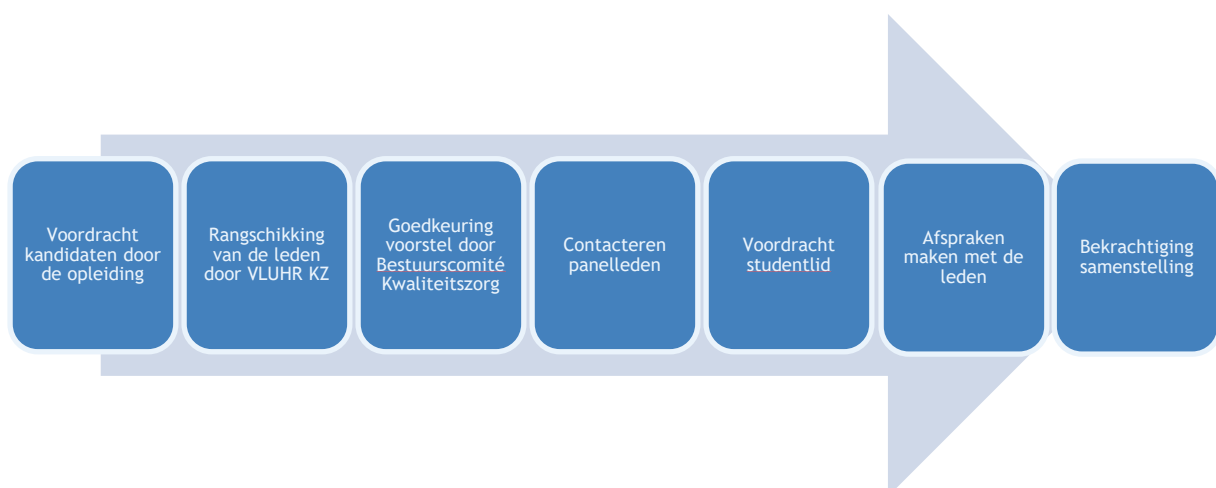 Voordracht
kandidaten door
de opleiding
Rangschikking
van de leden
door VLUHR KZ
Goedkeuring
voorstel door
Bestuurscomité
Kwaliteitszorg
Contacteren
panelleden
Voordracht
studentlid
Afspraken
maken met de
leden
Bekrachtiging
samenstelling